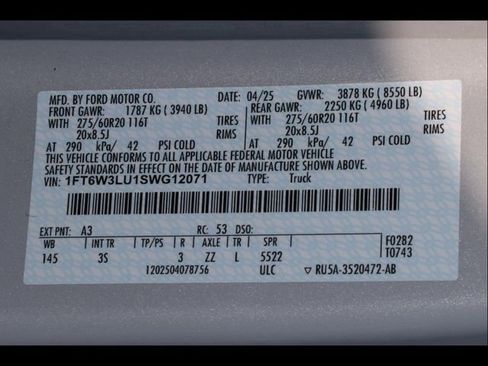 MFD. BY FORD MOTOR CO. DATE: 04/25 GVWR: 3878 KG ( 8550 LB)
FRONT GAWR: 1787 KG ( 3940 LB) REAR GAWR: 2250 KG ( 4960 LB)
WITH 275/60R20 116T TIRES WITH 275/60R20 116T TIRES
20x8.5J 20x8.5J
AT 290 kPa/ 42 PSI COLD AT 290 kPa/ 42 PSI COLD
THIS VEHICLE CONFORMS TO ALL APPLICABLE FEDERAL MOTOR VEHICLE
SAFETY STANDARDS IN EFFECT ON THE DATE OF MANUFACTURE SHOWN ABOVE.
VIN: 1FT6W3LU1SWG12071 TYPE: Truck
EXT PNT: A3 RC: 53 DSO:
WB INT TR TP/PS R AXLE TR SPR F0282
145 3S 3 ZZ L 5522 T0743
1202504078756 ULC RU5A-3520472-AB